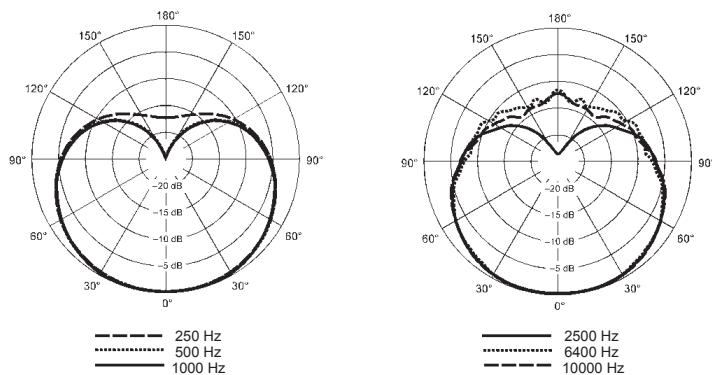 180° 180°
150° 150° 150° 150°
120° 120° 120° 120°
90° 90° 90° 90°
–20 dB –20 dB
–15 dB –15 dB
60° 60° 60° 60°
–10 dB –10 dB
–5 dB –5 dB
30° 30° 30° 30°
0° 0°
250 Hz 2500 Hz
500 Hz 6400 Hz
1000 Hz 10000 Hz